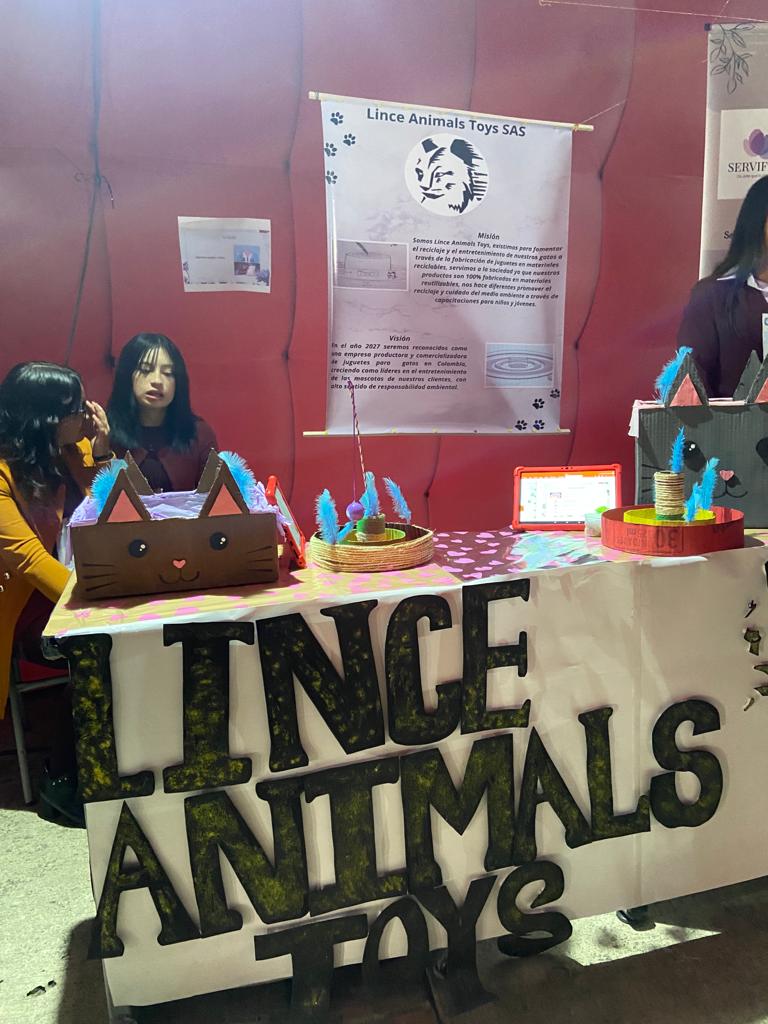 Lince Animals Toys SAS
Misión
Somos Lince Animals Toys, existimos para fomentar
el reciclaje y el entretenimiento de nuestros gatos a
través de la fabricación de juguetes en materiales
reciclables, servimos a la sociedad ya que nuestros
productos son 100% fabricados en materiales
reutilizables, nos hace diferentes promover el
reciclaje y cuidado del medio ambiente a través de
capacitaciones para niños y jóvenes.
Visión
En el año 2027 seremos reconocidos como
una empresa productora y comercializadora
de juguetes para gatos en Colombia,
creciendo como líderes en el entretenimiento
de las mascotas de nuestros clientes, con
alto sentido de responsabilidad ambiental.
SERVIF
LINCE
ANIMALS
TOYS